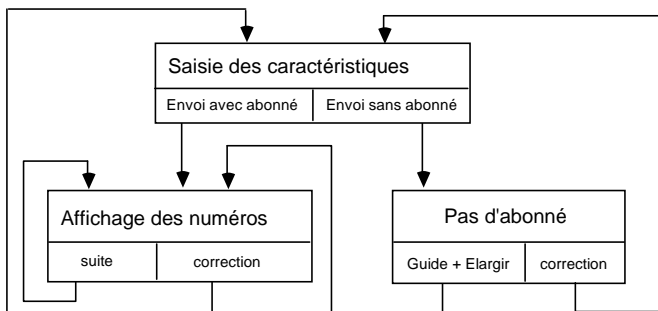 Saisie des caractéristiques
Envoi avec abonné
Envoi sans abonné
Affichage des numéros
suite
correction
Pas d'abonné
Guide + Elargir
correction